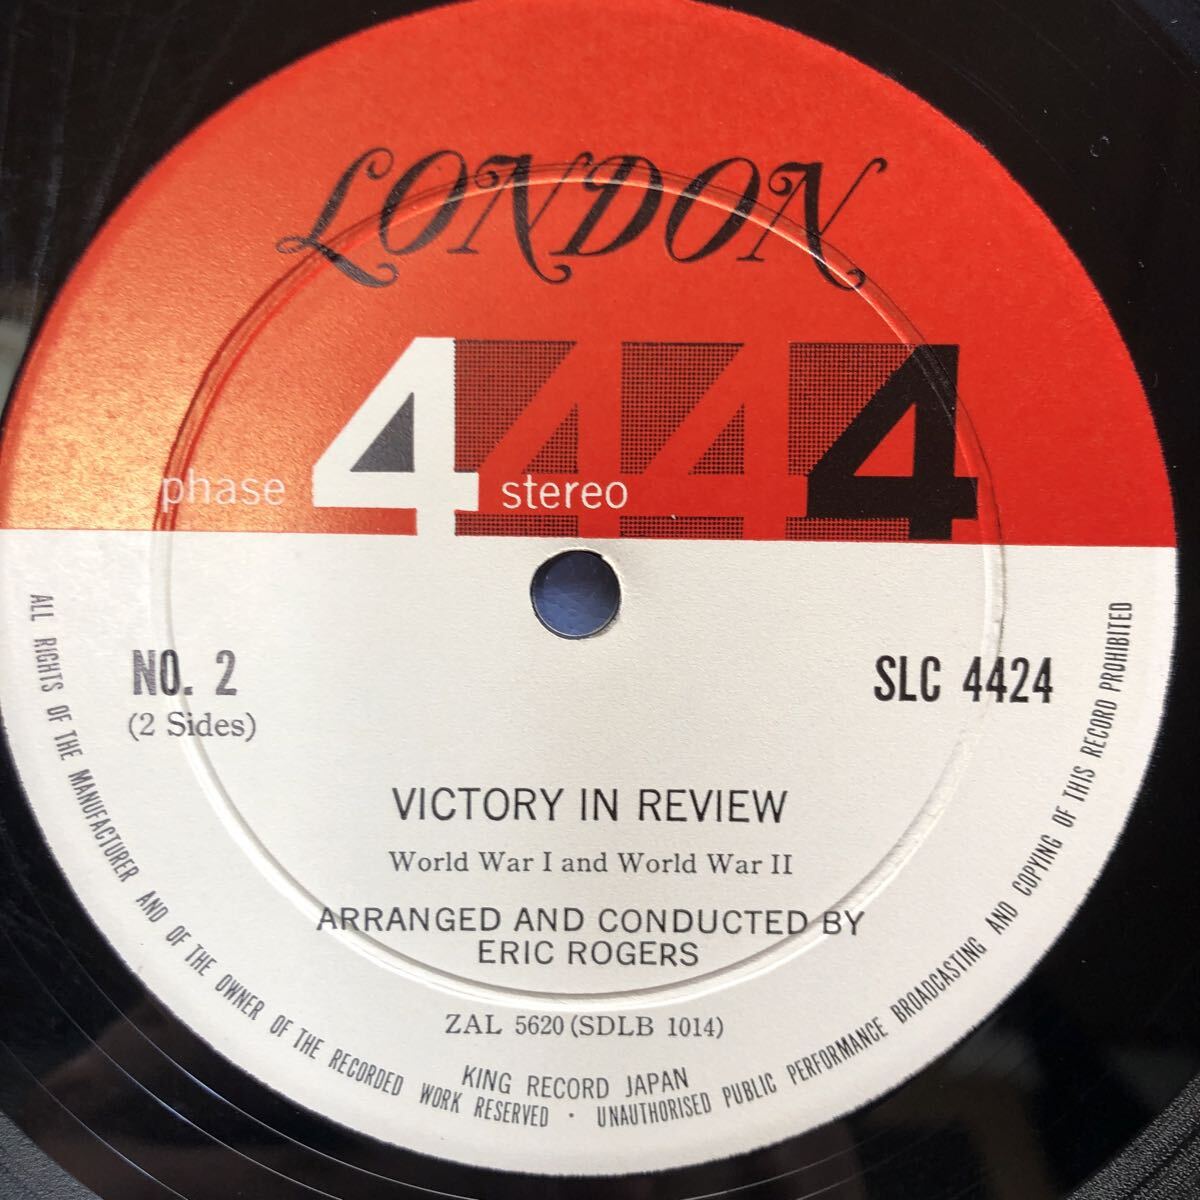 LONDON
phase 4 stereo 4 4 4
NO. 2
(2 Sides)
SLC 4424
VICTORY IN REVIEW
World War I and World War II
ARRANGED AND CONDUCTED BY
ERIC ROGERS
ZAL 5620 (SDLB 1014)
KING RECORD JAPAN
ALL RIGHTS OF THE MANUFACTURER AND OF THE OWNER OF THE RECORDED WORK RESERVED · UNAUTHORISED PUBLIC PERFORMANCE BROADCASTING AND COPYING OF THIS RECORD PROHIBITED